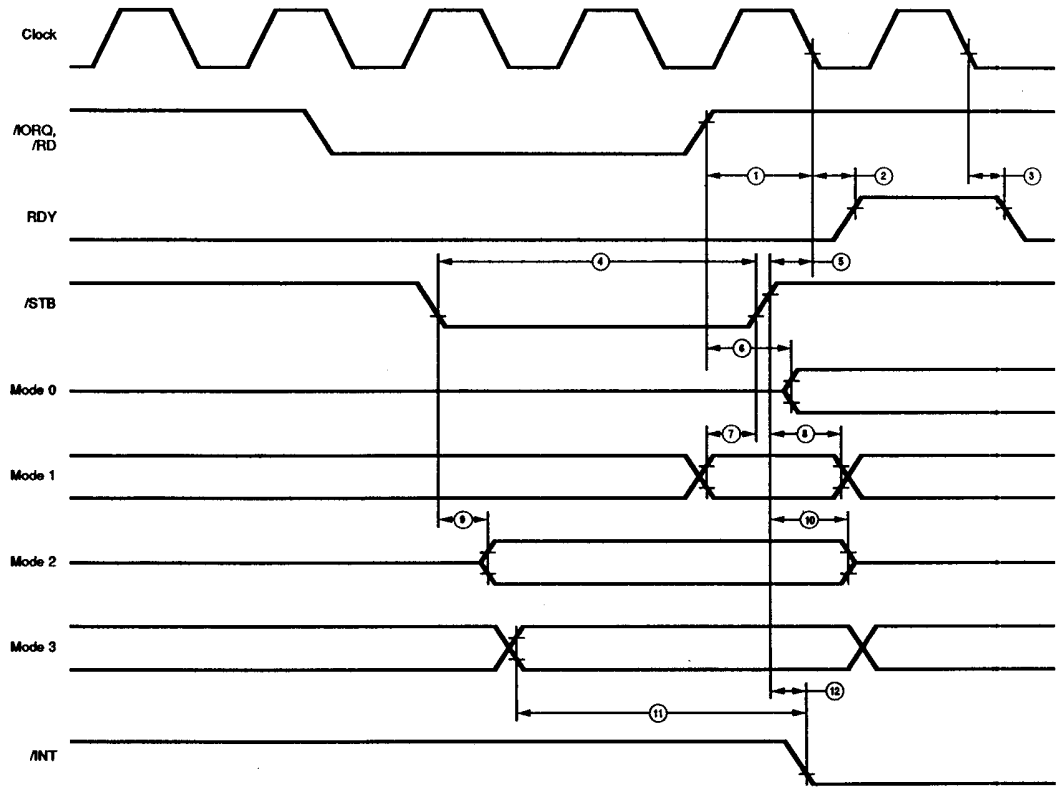 Clock
/IORQ,
/RD
1
2
3
RDY
4
5
/STB
6
Mode 0
7
8
Mode 1
9
10
Mode 2
Mode 3
12
11
/INT